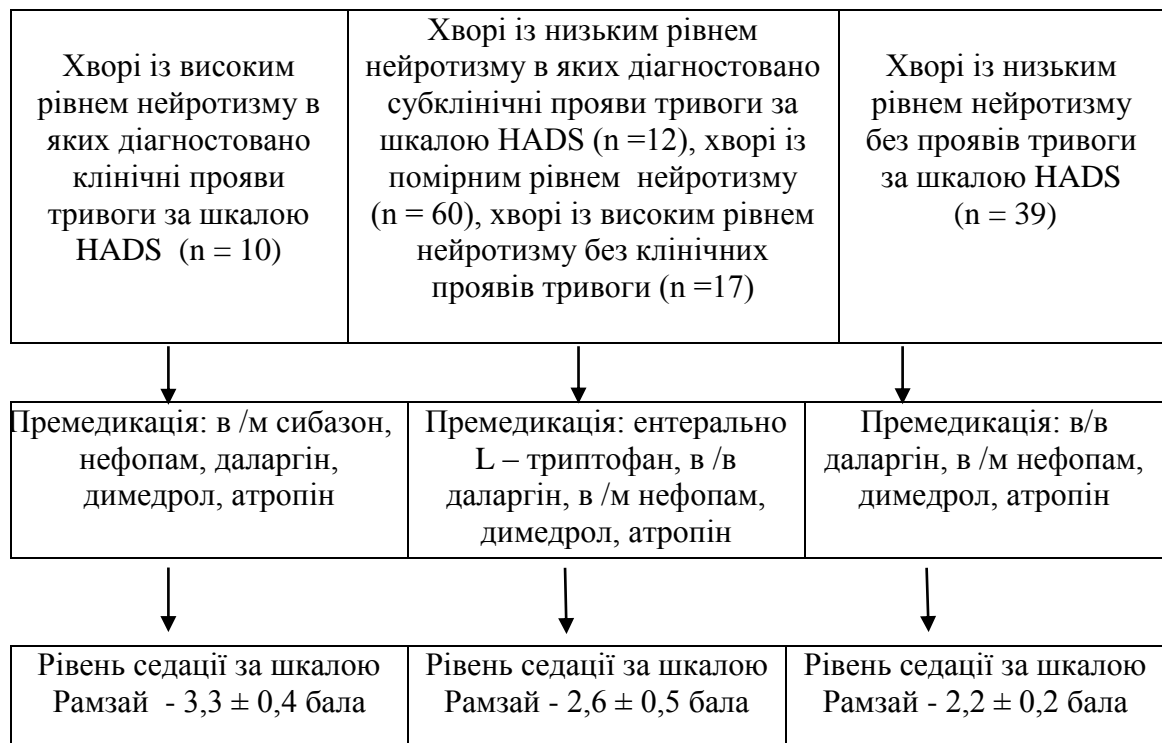 Хворі із високим
рівнем нейротизму в
яких діагностовано
клінічні прояви
тривоги за шкалою
HADS (n = 10)
Хворі із низьким рівнем
нейротизму в яких діагностовано
субклінічні прояви тривоги за
шкалою HADS (n =12), хворі із
помірним рівнем нейротизму
(n = 60), хворі із високим рівнем
нейротизму без клінічних
проявів тривоги (n =17)
Хворі із низьким
рівнем нейротизму
без проявів тривоги
за шкалою HADS
(n = 39)
Премедикація: в /м сибазон,
нефопам, даларгін,
димедрол, атропін
Премедикація: ентерально
L – триптофан, в /в
даларгін, в /м нефопам,
димедрол, атропін
Премедикація: в/в
даларгін, в /м нефопам,
димедрол, атропін
Рівень седації за шкалою
Рамзай - 3,3 ± 0,4 бала
Рівень седації за шкалою
Рамзай - 2,6 ± 0,5 бала
Рівень седації за шкалою
Рамзай - 2,2 ± 0,2 бала